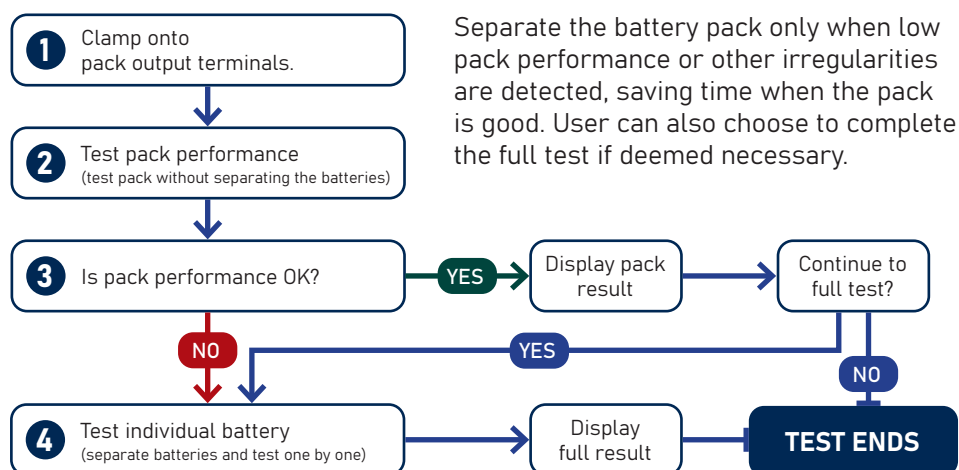 1 Clamp onto
pack output terminals.
Separate the battery pack only when low
pack performance or other irregularities
are detected, saving time when the pack
is good. User can also choose to complete
the full test if deemed necessary.
2 Test pack performance
(test pack without separating the batteries)
3 Is pack performance OK?
YES
Display pack
result
Continue to
full test?
NO
YES
NO
4 Test individual battery
(separate batteries and test one by one)
Display
full result
TEST ENDS